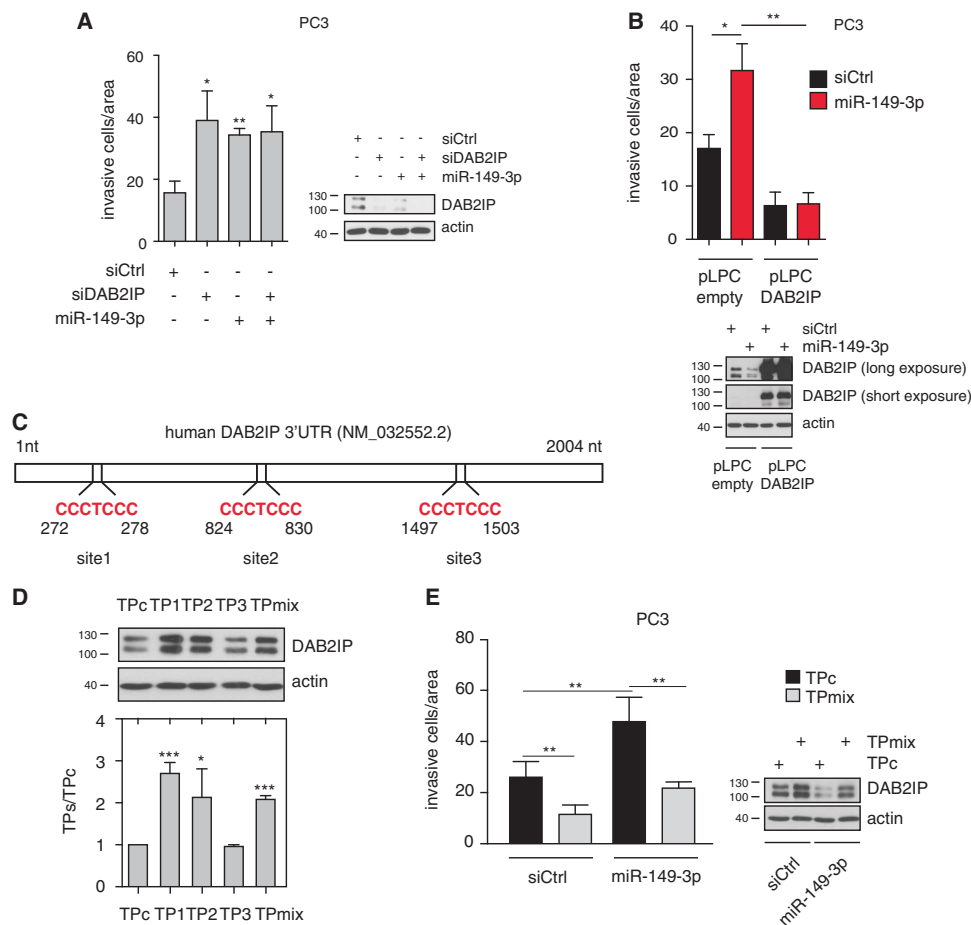 A
PC3
invasive cells/area
60
40
20
0
*
**
*
siCtrl + - - -
siDAB2IP - + - +
miR-149-3p - - + +
+ - - - siCtrl
- + - + siDAB2IP
- - + + miR-149-3p
130
100
DAB2IP
40
actin
B
PC3
invasive cells/area
40
30
20
10
0
*
**
siCtrl
miR-149-3p
pLPC
empty
pLPC
DAB2IP
+ + siCtrl
+ + miR-149-3p
130
100
DAB2IP (long exposure)
130
100
DAB2IP (short exposure)
40
actin
pLPC
empty
pLPC
DAB2IP
C
human DAB2IP 3'UTR (NM_032552.2)
1nt
2004 nt
CCCTCCC CCCTCCC CCCTCCC
272 278 824 830 1497 1503
site1 site2 site3
D
TPc TP1 TP2 TP3 TPmix
130
100
DAB2IP
40
actin
TPs/TPc
4
3
2
1
0
***
*
***
TPc TP1 TP2 TP3 TPmix
E
PC3
invasive cells/area
80
60
40
20
0
**
**
**
siCtrl
miR-149-3p
TPc
TPmix
+ + TPmix
+ + TPc
130
100
DAB2IP
40
actin
siCtrl
miR-149-3p